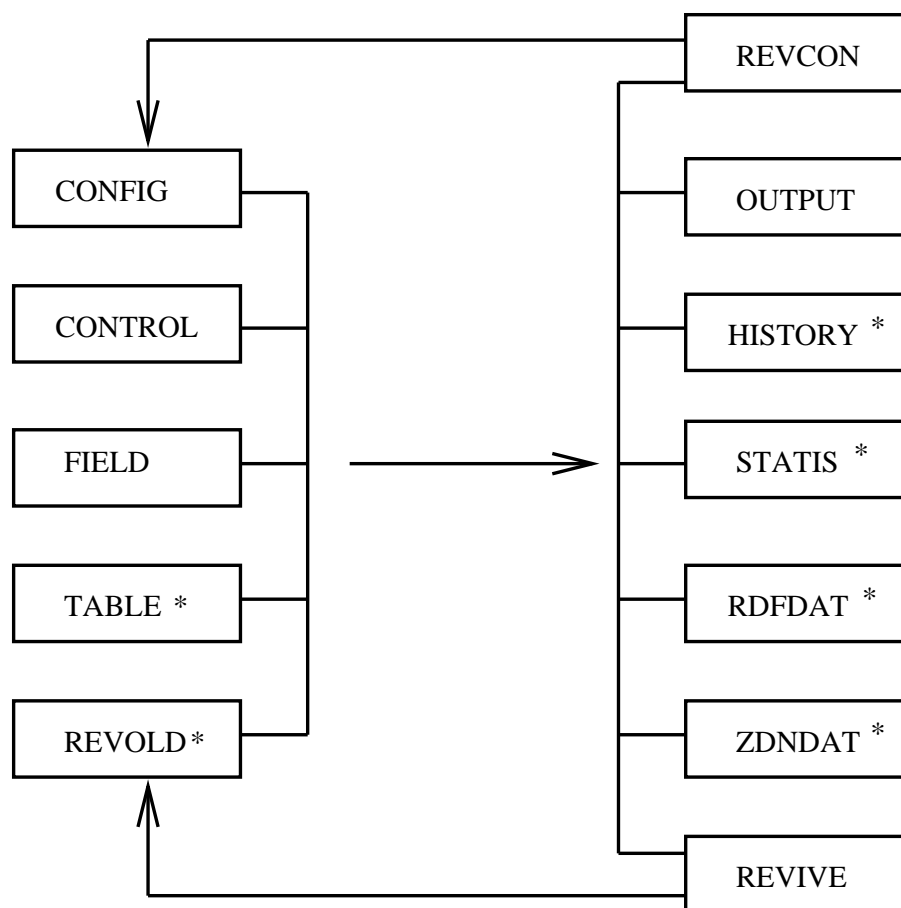 REVCON
CONFIG
OUTPUT
CONTROL
HISTORY *
FIELD
STATIS *
TABLE *
RDFDAT *
REVOLD*
ZDNDAT *
REVIVE